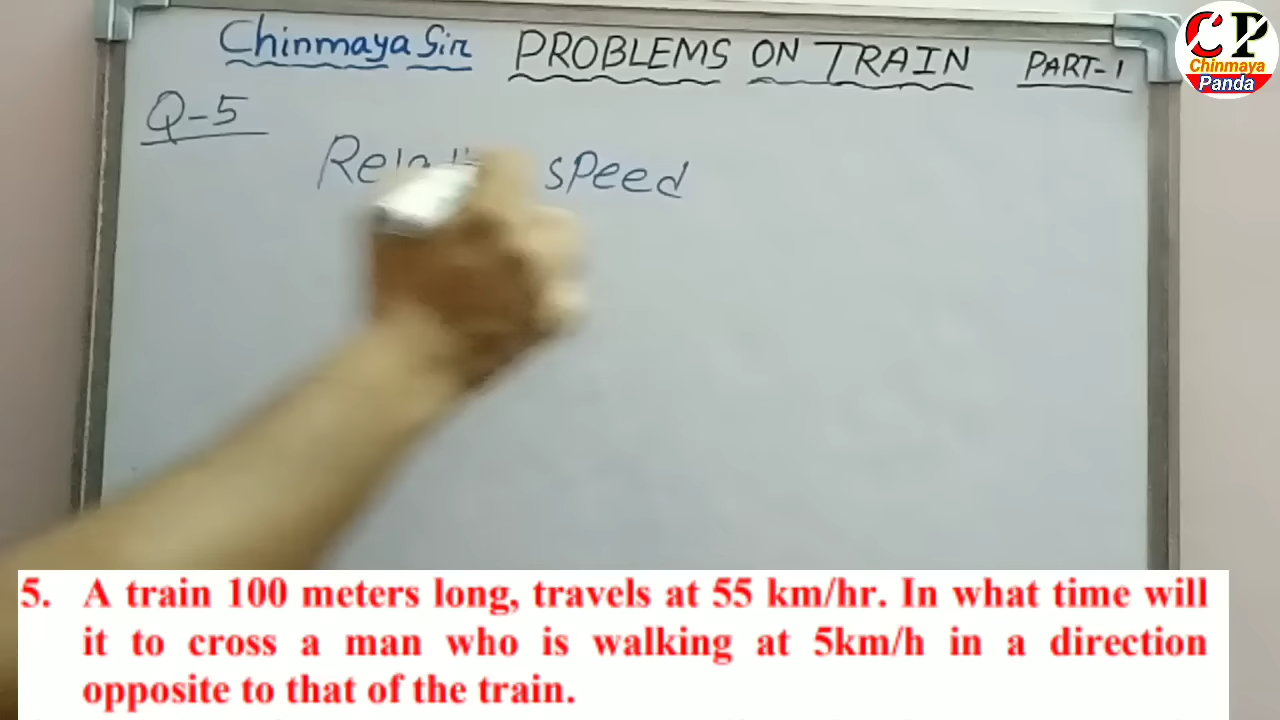 Chinmaya Sir PROBLEMS ON TRAIN PART-1
CP
Chinmaya
Panda
Q-5
speed
5. A train 100 meters long, travels at 55 km/hr. In what time will
it to cross a man who is walking at 5km/h in a direction
opposite to that of the train.